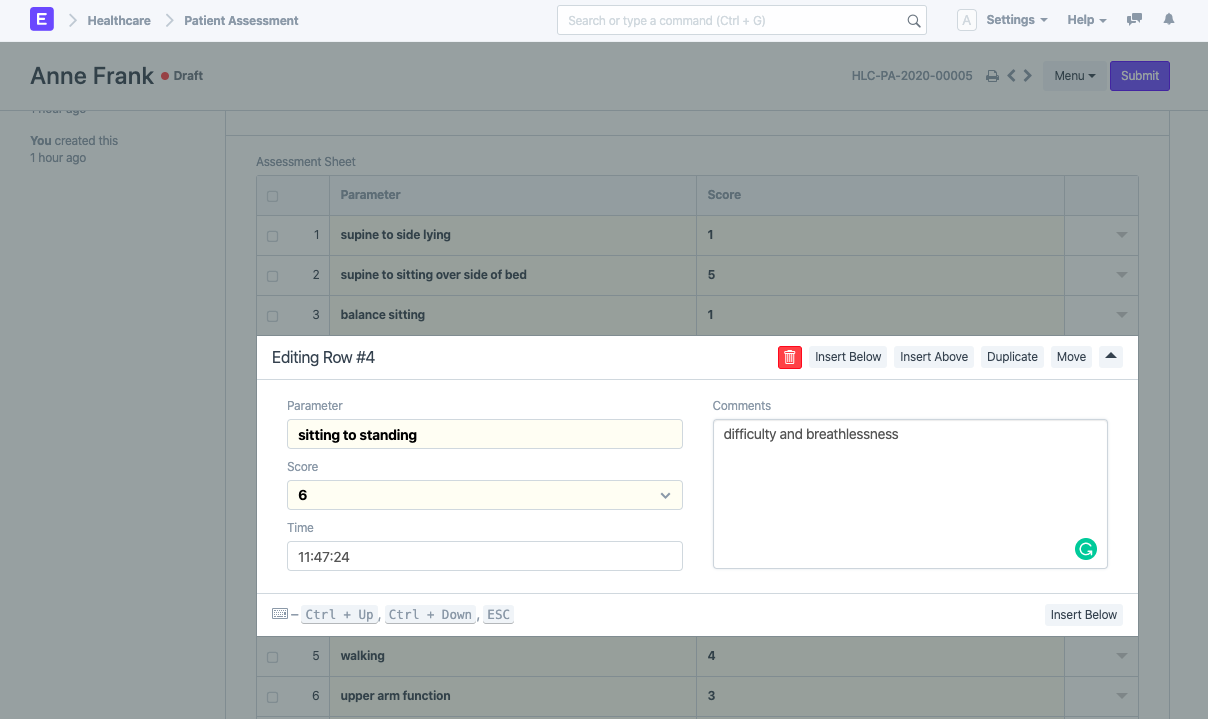 E Healthcare Patient Assessment Search or type a command (Ctrl + G) A Settings Help
Anne Frank Draft HLC-PA-2020-00005 Menu Submit
1 hour ago
You created this
1 hour ago
Assessment Sheet
Parameter Score
1 supine to side lying 1
2 supine to sitting over side of bed 5
3 balance sitting 1
Editing Row #4 Insert Below Insert Above Duplicate Move
Parameter Comments
sitting to standing difficulty and breathlessness
Score
6
Time
11:47:24
– Ctrl + Up, Ctrl + Down, ESC Insert Below
5 walking 4
6 upper arm function 3